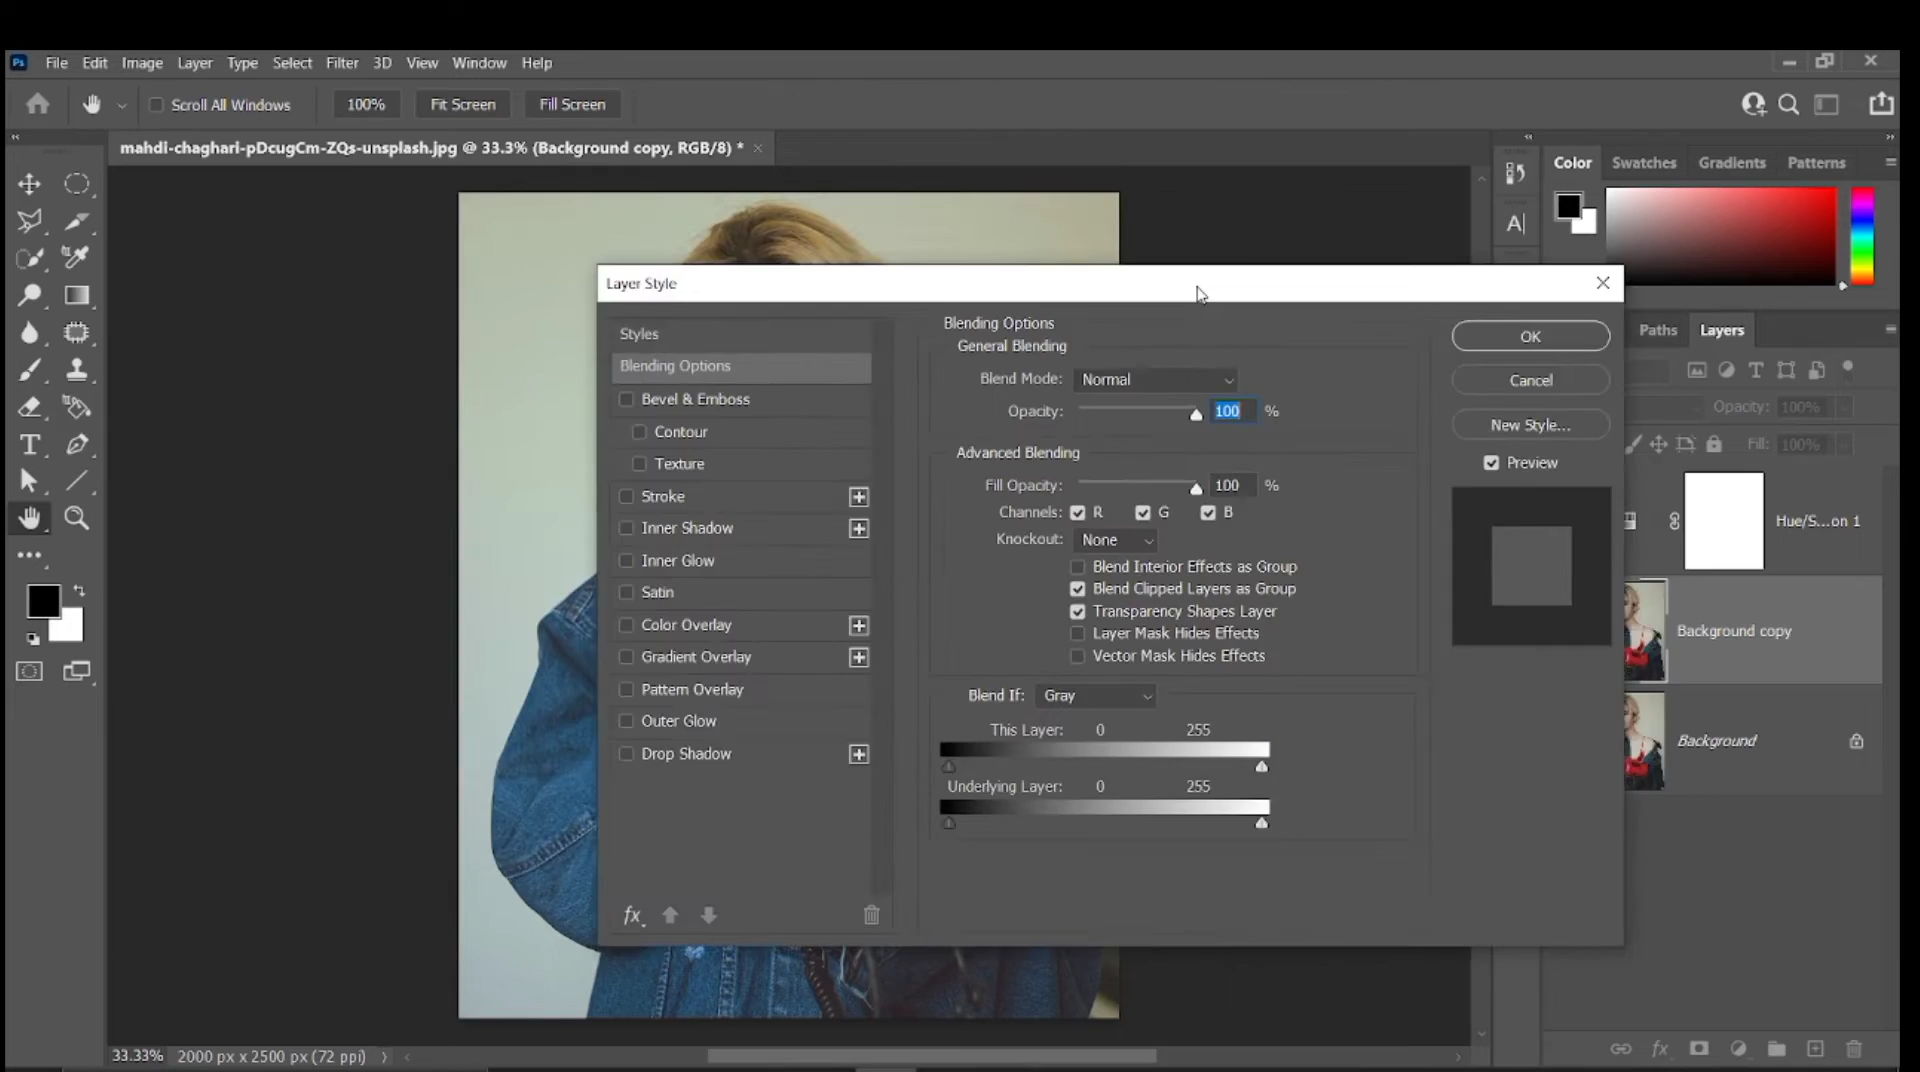 Ps File Edit Image Layer Type Select Filter 3D View Window Help
Scroll All Windows 100% Fit Screen Fill Screen
mahdi-chaghari-pDcugCm-ZQs-unsplash.jpg @ 33.3% (Background copy, RGB/8) *
Color Swatches Gradients Patterns
A|
Layer Style
Styles
Blending Options
Bevel & Emboss
Contour
Texture
Stroke
Inner Shadow
Inner Glow
Satin
Color Overlay
Gradient Overlay
Pattern Overlay
Outer Glow
Drop Shadow
fx
Blending Options
General Blending
Blend Mode: Normal
Opacity: 100 %
Advanced Blending
Fill Opacity: 100 %
Channels: R G B
Knockout: None
Blend Interior Effects as Group
Blend Clipped Layers as Group
Transparency Shapes Layer
Layer Mask Hides Effects
Vector Mask Hides Effects
Blend If: Gray
This Layer: 0 255
Underlying Layer: 0 255
OK
Cancel
New Style...
Preview
Paths Layers
Opacity: 100%
Fill: 100%
Hue/S...on 1
Background copy
Background
fx
33.33% 2000 px x 2500 px (72 ppi)